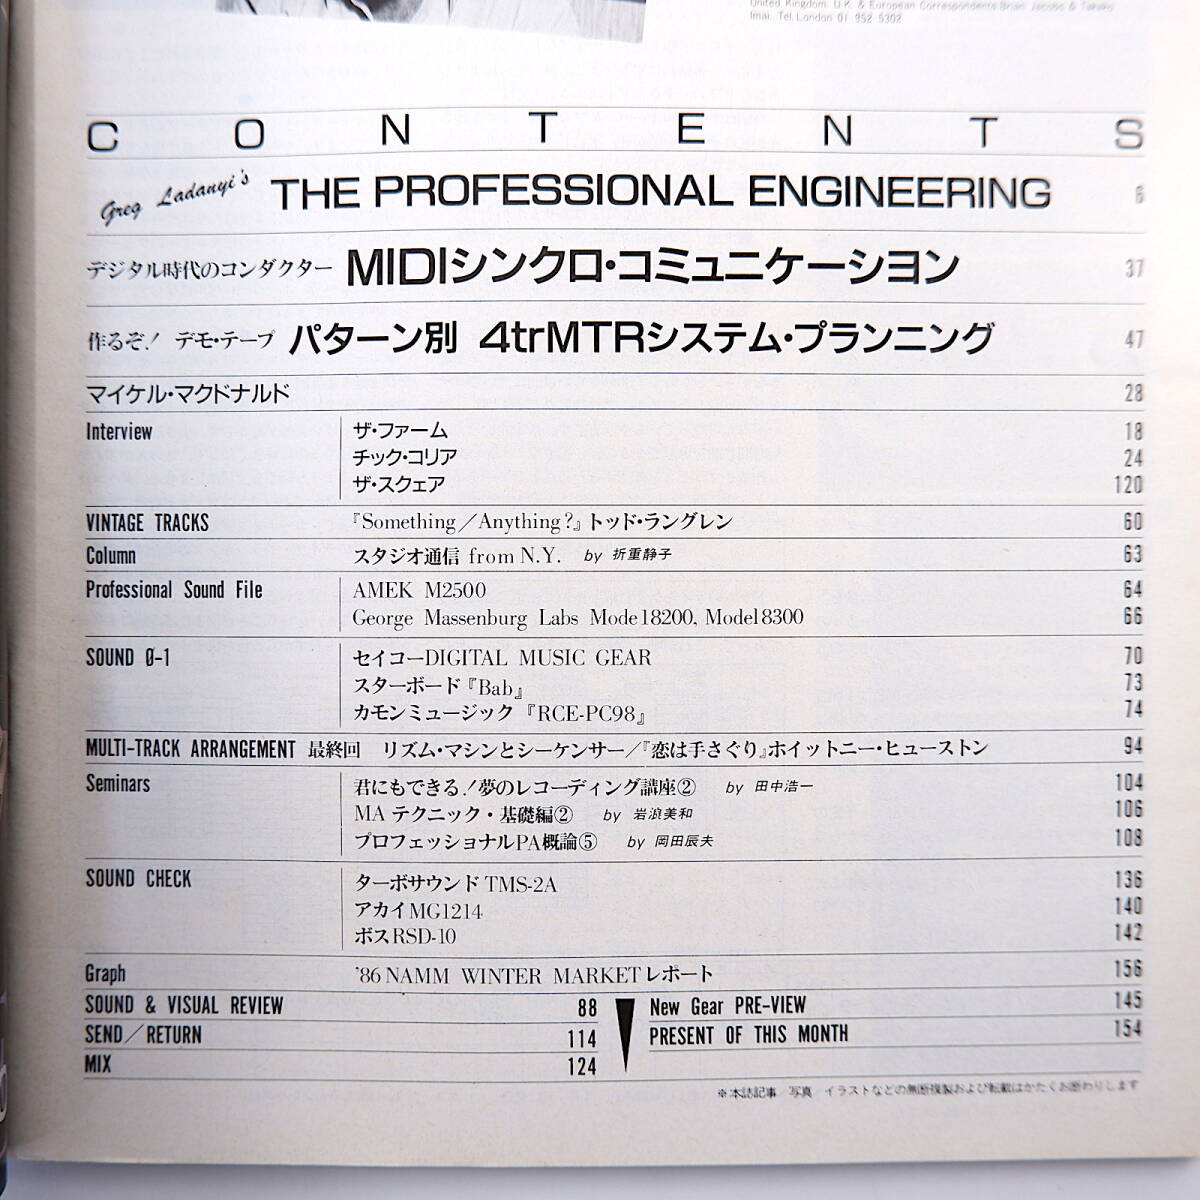 United Kingdom: U.K. & European Correspondents: Brian Jacobs & Takako
Imai. Tel. London 01 952 5302
CONTENTS
Greg Ladanyi's THE PROFESSIONAL ENGINEERING 6
デジタル時代のコンダクター MIDIシンクロ・コミュニケーション 37
作るぞ!デモ・テープ パターン別 4trMTRシステム・プランニング 47
マイケル・マクドナルド 28
Interview ザ・ファーム 18
チック・コリア 24
ザ・スクェア 120
VINTAGE TRACKS 『Something/Anything?』トッド・ラングレン 60
Column スタジオ通信 from N.Y. by 折重静子 63
Professional Sound File AMEK M2500 64
George Massenburg Labs Mode18200, Model8300 66
SOUND Ø-1 セイコーDIGITAL MUSIC GEAR 70
スターボード『Bab』 73
カモンミュージック『RCE-PC98』 74
MULTI-TRACK ARRANGEMENT 最終回 リズム・マシンとシーケンサー/『恋は手さぐり』ホイットニー・ヒューストン 94
Seminars 君にもできる!夢のレコーディング講座② by 田中浩一 104
MAテクニック・基礎編② by 岩浪美和 106
プロフェッショナルPA概論⑤ by 岡田辰夫 108
SOUND CHECK ターボサウンドTMS-2A 136
アカイMG1214 140
ボスRSD-10 142
Graph '86 NAMM WINTER MARKETレポート 156
SOUND & VISUAL REVIEW 88
SEND/RETURN 114
MIX 124
New Gear PRE-VIEW 145
PRESENT OF THIS MONTH 154
※本誌記事/写真/イラストなどの無断複製および転載はかたくお断わりします